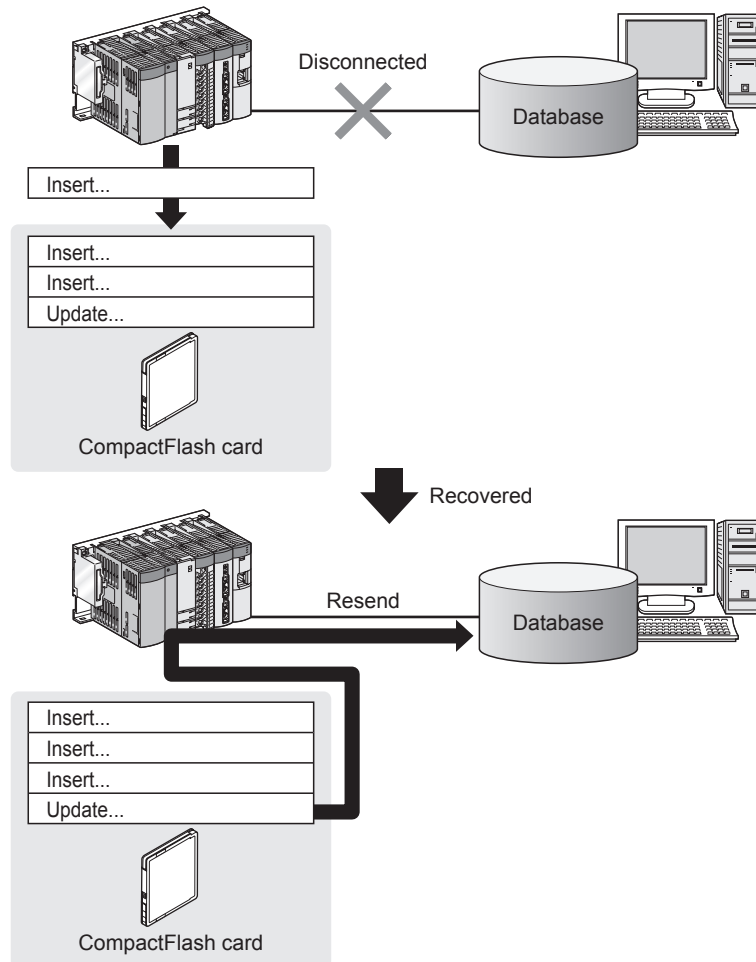 Disconnected
Database
Insert...
Insert...
Insert...
Update...
CompactFlash card
Recovered
Resend
Database
Insert...
Insert...
Insert...
Update...
CompactFlash card